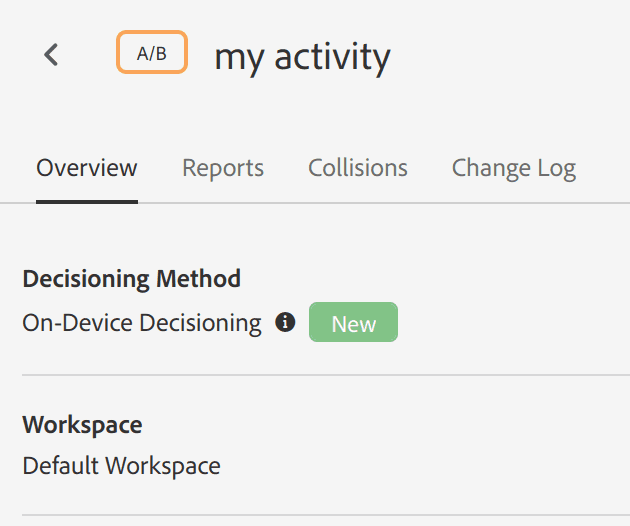 A/B my activity
Overview Reports Collisions Change Log
Decisioning Method
On-Device Decisioning New
Workspace
Default Workspace